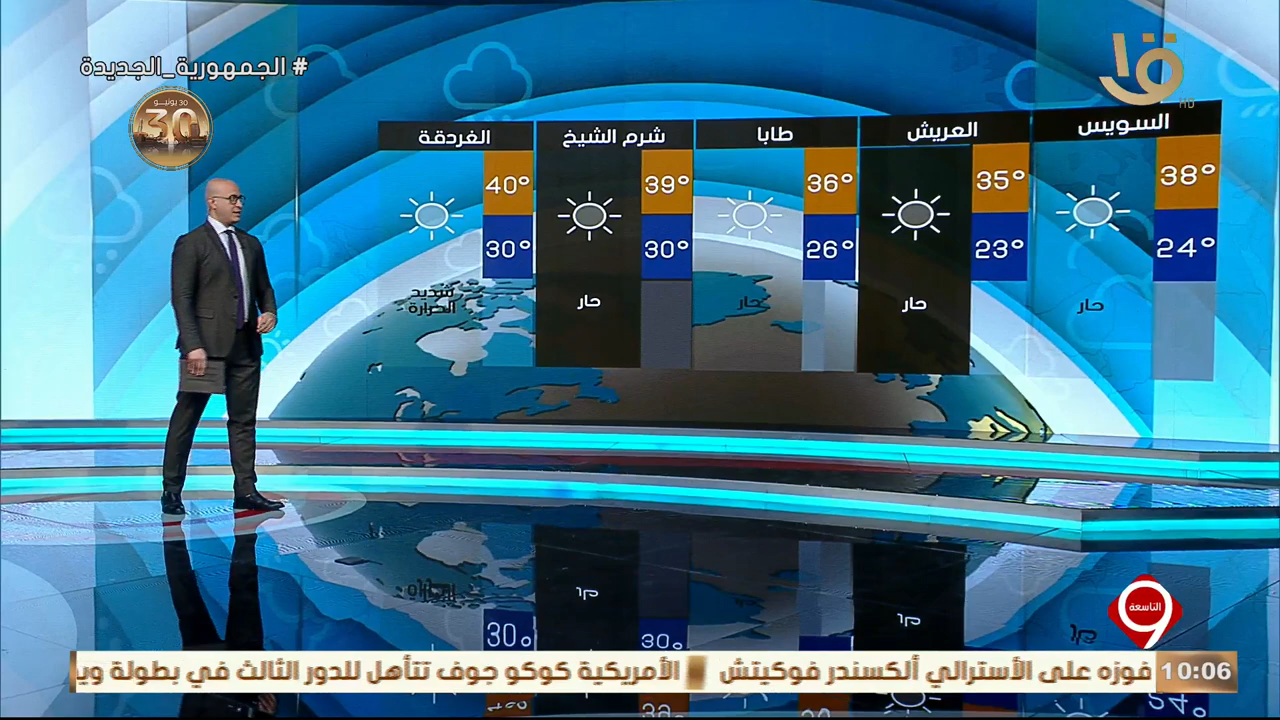 #الجمهورية_الجديدة
30 يونيو
30
HD
السويس
38°
24°
حار
العريش
35°
23°
حار
طابا
36°
26°
حار
شرم الشيخ
39°
30°
حار
الغردقة
40°
30°
شديد
الحرارة
التاسعة
9
10:06
فوزه على الأسترالي ألكسندر فوكيتش
الأمريكية كوكو جوف تتأهل للدور الثالث في بطولة ويـ